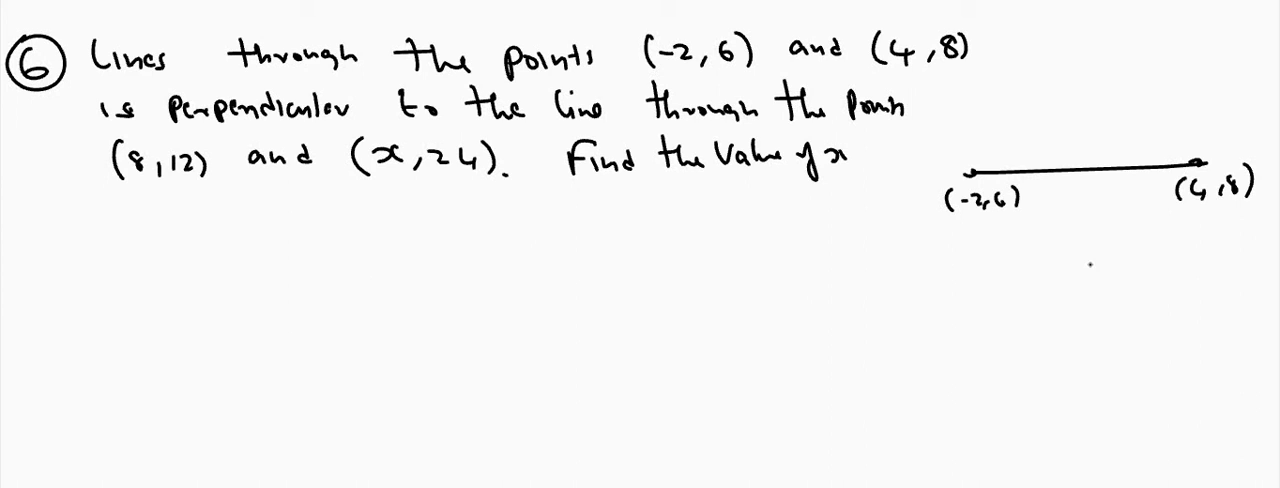 6 Lines through the points (-2,6) and (4,8)
is perpendicular to the line through the points
(8,12) and (x,24). Find the value of x
(-2,6)
(4,8)